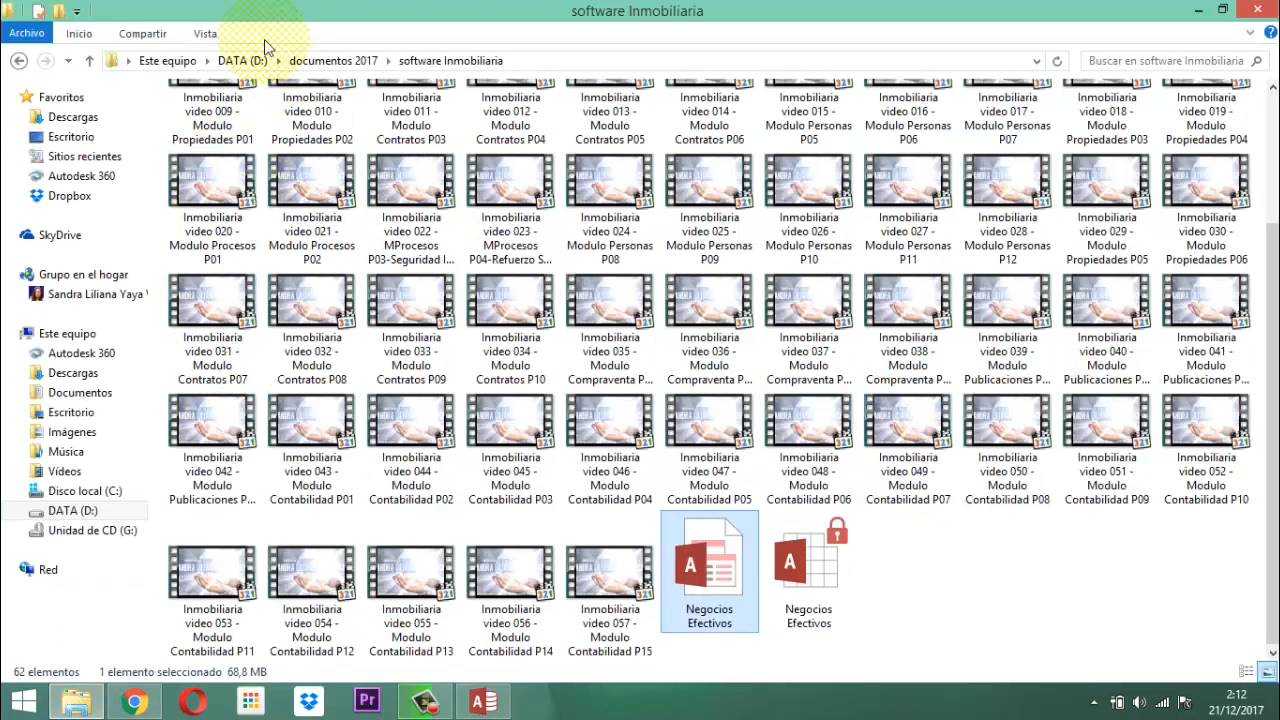 software Inmobiliaria
Archivo Inicio Compartir Vista
Este equipo DATA (D:) documentos 2017 software Inmobiliaria Buscar en software Inmobiliaria
Favoritos
Descargas
Escritorio
Sitios recientes
Autodesk 360
Dropbox
SkyDrive
Grupo en el hogar
Sandra Liliana Yaya
Este equipo
Autodesk 360
Descargas
Documentos
Escritorio
Imágenes
Música
Vídeos
Disco local (C:)
DATA (D:)
Unidad de CD (G:)
Red
Inmobiliaria Inmobiliaria Inmobiliaria Inmobiliaria Inmobiliaria Inmobiliaria Inmobiliaria Inmobiliaria Inmobiliaria Inmobiliaria Inmobiliaria
video 009 - video 010 - video 011 - video 012 - video 013 - video 014 - video 015 - video 016 - video 017 - video 018 - video 019 -
Modulo Modulo Modulo Modulo Modulo Modulo Modulo Personas Modulo Personas Modulo Personas Modulo Modulo
Propiedades P01 Propiedades P02 Contratos P03 Contratos P04 Contratos P05 Contratos P06 P05 P06 P07 Propiedades P03 Propiedades P04
Inmobiliaria Inmobiliaria Inmobiliaria Inmobiliaria Inmobiliaria Inmobiliaria Inmobiliaria Inmobiliaria Inmobiliaria Inmobiliaria Inmobiliaria
video 020 - video 021 - video 022 - video 023 - video 024 - video 025 - video 026 - video 027 - video 028 - video 029 - video 030 -
Modulo Procesos Modulo Procesos MProcesos MProcesos Modulo Personas Modulo Personas Modulo Personas Modulo Personas Modulo Personas Modulo Modulo
P01 P02 P03-Seguridad I... P04-Refuerzo S... P08 P09 P10 P11 P12 Propiedades P05 Propiedades P06
Inmobiliaria Inmobiliaria Inmobiliaria Inmobiliaria Inmobiliaria Inmobiliaria Inmobiliaria Inmobiliaria Inmobiliaria Inmobiliaria Inmobiliaria
video 031 - video 032 - video 033 - video 034 - video 035 - video 036 - video 037 - video 038 - video 039 - video 040 - video 041 -
Modulo Modulo Modulo Modulo Modulo Modulo Modulo Modulo Modulo Modulo Modulo
Contratos P07 Contratos P08 Contratos P09 Contratos P10 Compraventa P... Compraventa P... Compraventa P... Compraventa P... Publicaciones P... Publicaciones P... Publicaciones P...
Inmobiliaria Inmobiliaria Inmobiliaria Inmobiliaria Inmobiliaria Inmobiliaria Inmobiliaria Inmobiliaria Inmobiliaria Inmobiliaria Inmobiliaria
video 042 - video 043 - video 044 - video 045 - video 046 - video 047 - video 048 - video 049 - video 050 - video 051 - video 052 -
Modulo Modulo Modulo Modulo Modulo Modulo Modulo Modulo Modulo Modulo Modulo
Publicaciones P... Contabilidad P01 Contabilidad P02 Contabilidad P03 Contabilidad P04 Contabilidad P05 Contabilidad P06 Contabilidad P07 Contabilidad P08 Contabilidad P09 Contabilidad P10
Inmobiliaria Inmobiliaria Inmobiliaria Inmobiliaria Inmobiliaria Negocios Negocios
video 053 - video 054 - video 055 - video 056 - video 057 - Efectivos Efectivos
Modulo Modulo Modulo Modulo Modulo
Contabilidad P11 Contabilidad P12 Contabilidad P13 Contabilidad P14 Contabilidad P15
62 elementos 1 elemento seleccionado 68,8 MB
Pr
2:12
21/12/2017